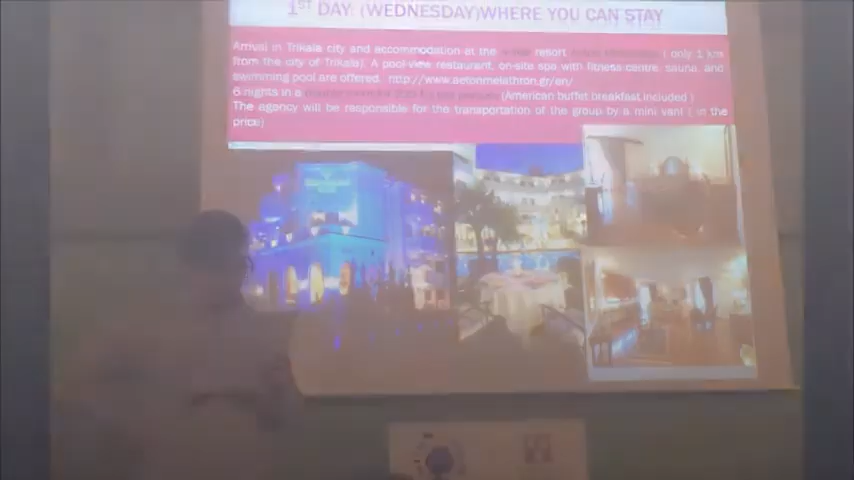 1ST DAY: (WEDNESDAY)WHERE YOU CAN STAY
Arrival in Trikala city and accommodation at the resort ( only 1 km
from the city of Trikala). A pool-view restaurant, on-site spa with fitness centre, sauna, and
swimming pool are offered. http://www.aetonmelathron.gr/en/
6 nights in a (American buffet breakfast included )
The agency will be responsible for the transportation of the group by a mini van! ( in the
price)